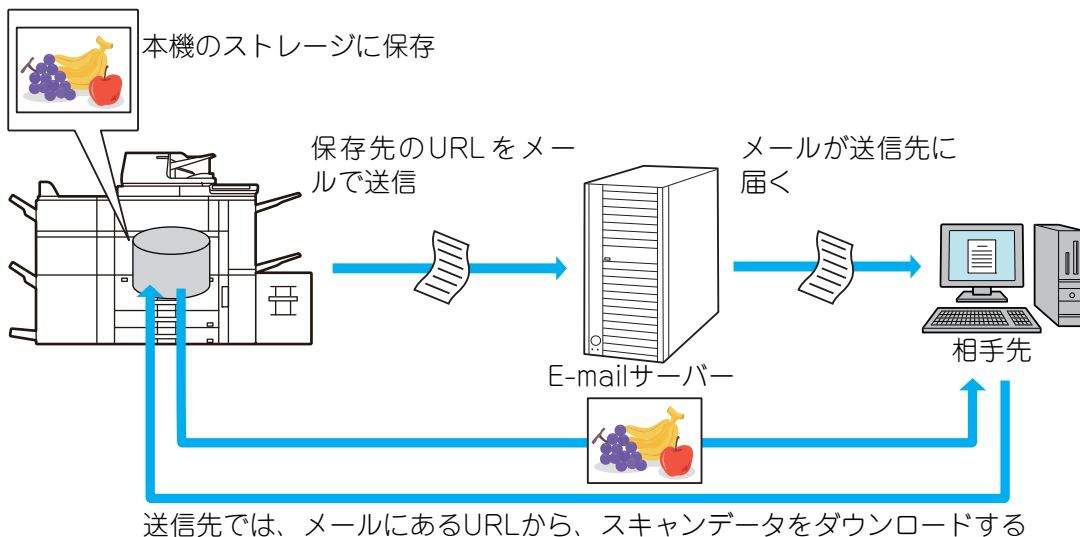 本機のストレージに保存
保存先のURLをメー
ルで送信
メールが送信先に
届く
相手先
E-mailサーバー
送信先では、メールにあるURLから、スキャンデータをダウンロードする